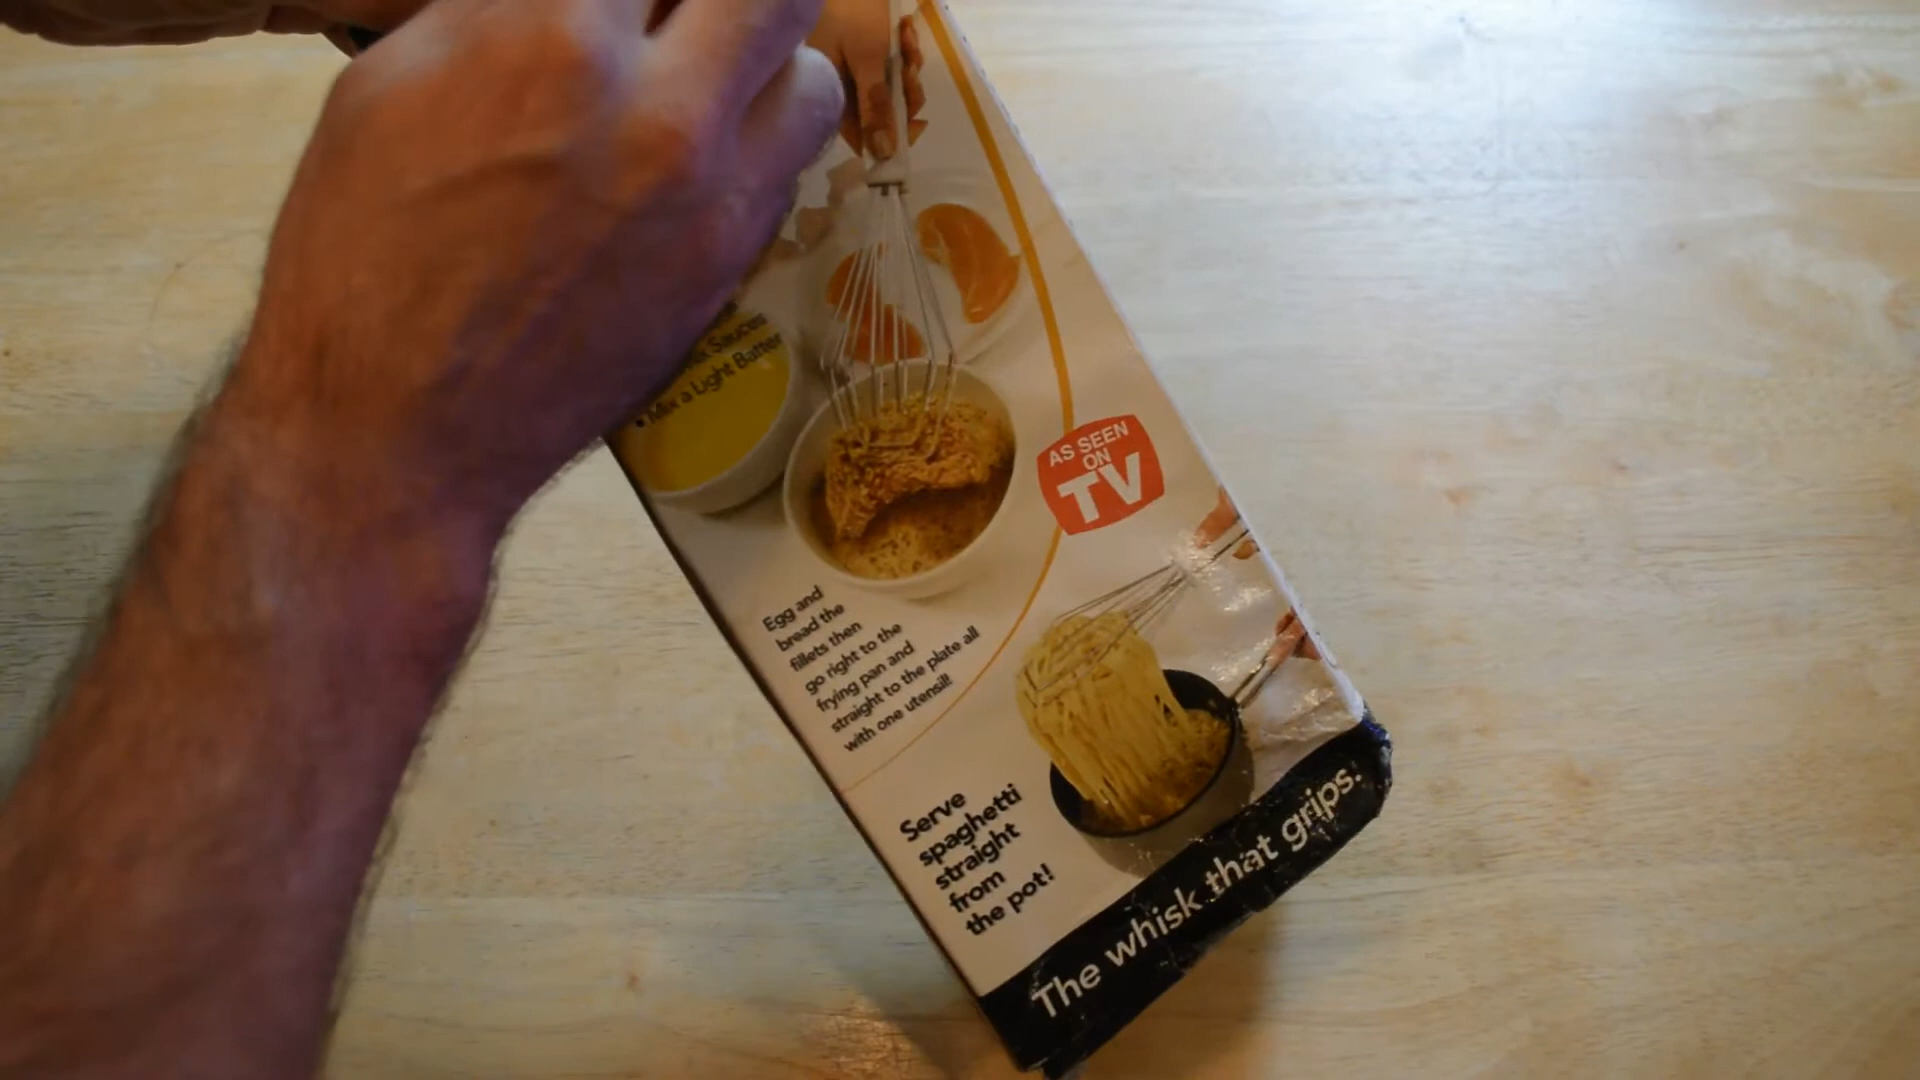 Mix Sauces
• Mix a Light Batter
AS SEEN
ON
TV
Egg and
bread the
fillets then
go right to the
frying pan and
straight to the plate all
with one utensil!
Serve
spaghetti
straight
from
the pot!
The whisk that grips.